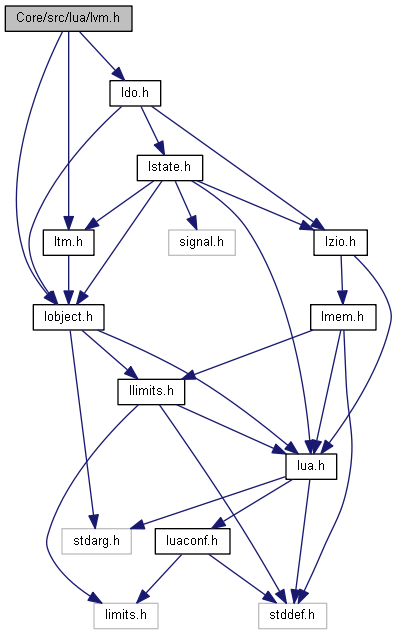 Core/src/lua/lvm.h
ldo.h
lstate.h
ltm.h
signal.h
lzio.h
lobject.h
lmem.h
llimits.h
lua.h
stdarg.h
luaconf.h
limits.h
stddef.h